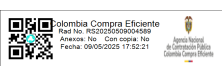 Colombia Compra Eficiente
Rad No. RS20250509004589
Anexos: No Con copia: No
Fecha: 09/05/2025 17:52:21
Agencia Nacional
de Contratación Pública
Colombia Compra Eficiente